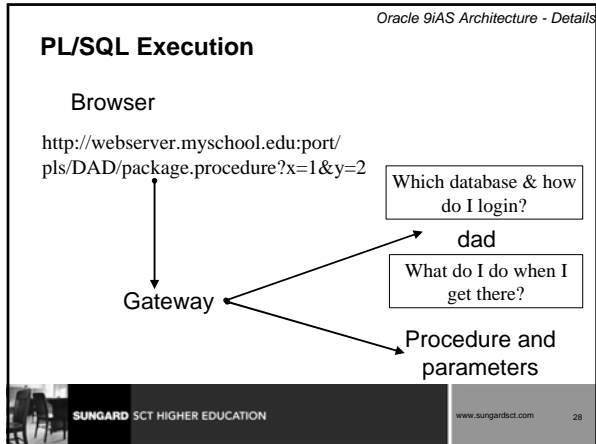 Oracle 9iAS Architecture - Details
PL/SQL Execution
Browser
http://webserver.myschool.edu:port/
pls/DAD/package.procedure?x=1&y=2
Which database & how
do I login?
dad
What do I do when I
get there?
Gateway
Procedure and
parameters
SUNGARD SCT HIGHER EDUCATION
www.sungardsct.com
28